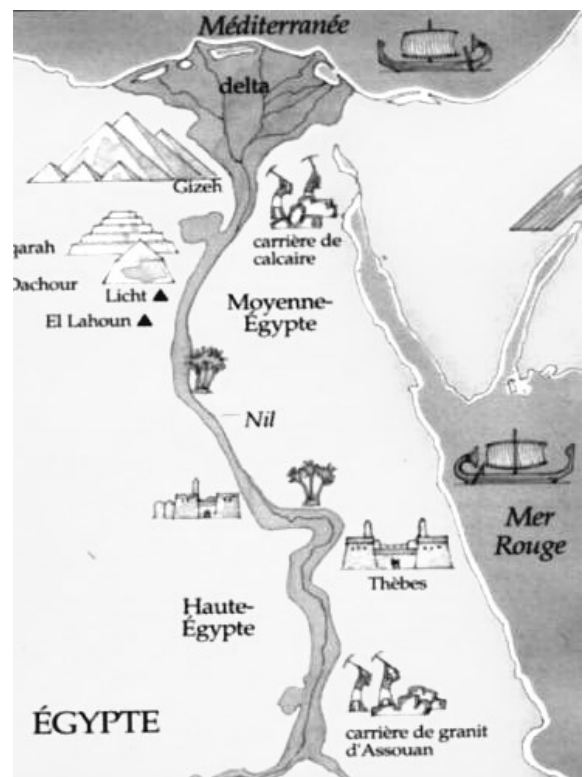 Méditerranée
delta
Gizeh
carrière de
calcaire
qarah
Dachour
Licht
El Lahoun
Moyenne-
Égypte
Nil
Mer
Rouge
Thèbes
Haute-
Égypte
ÉGYPTE
carrière de granit
d'Assouan